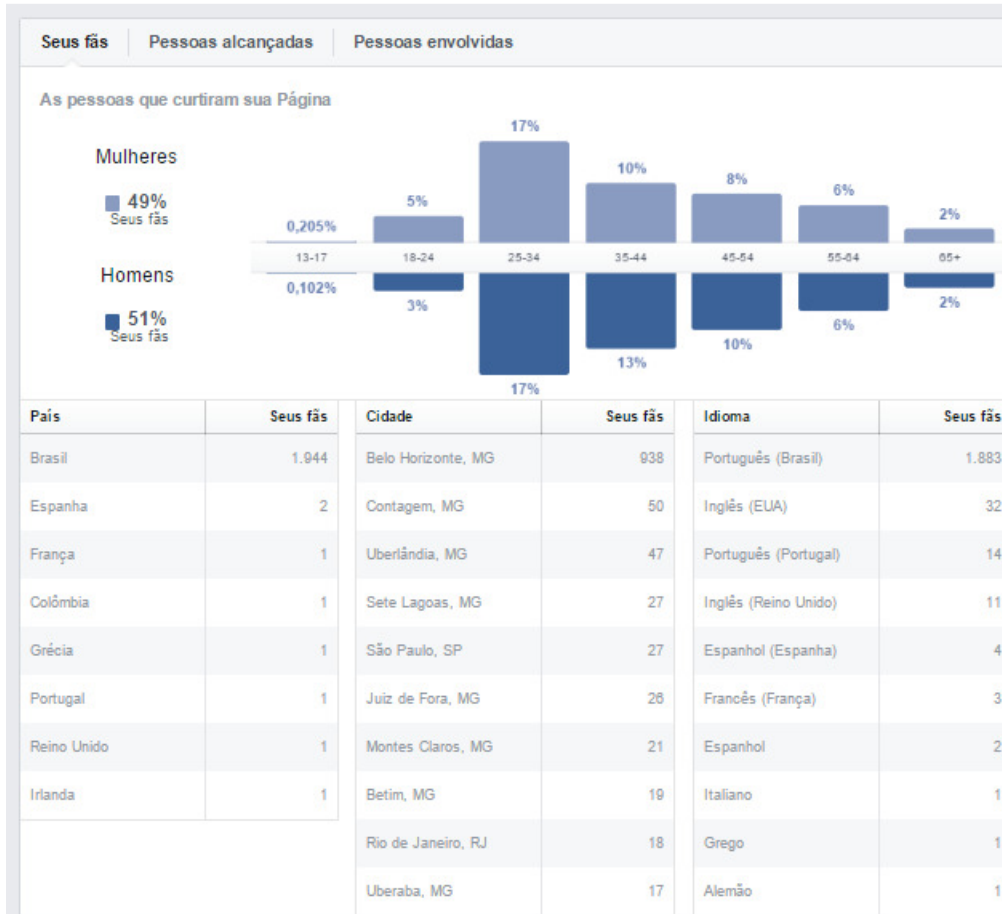 Seus fãs Pessoas alcançadas Pessoas envolvidas
As pessoas que curtiram sua Página
Mulheres
49%
Seus fãs
Homens
51%
Seus fãs
0,205% 5% 17% 10% 8% 6% 2%
13-17 18-24 25-34 35-44 45-54 55-64 65+
0,102% 3% 17% 13% 10% 6% 2%
País Seus fãs
Brasil 1.944
Espanha 2
França 1
Colômbia 1
Grécia 1
Portugal 1
Reino Unido 1
Irlanda 1
Cidade Seus fãs
Belo Horizonte, MG 938
Contagem, MG 50
Uberlândia, MG 47
Sete Lagoas, MG 27
São Paulo, SP 27
Juiz de Fora, MG 26
Montes Claros, MG 21
Betim, MG 19
Rio de Janeiro, RJ 18
Uberaba, MG 17
Idioma Seus fãs
Português (Brasil) 1.883
Inglês (EUA) 32
Português (Portugal) 14
Inglês (Reino Unido) 11
Espanhol (Espanha) 4
Francês (França) 3
Espanhol 2
Italiano 1
Grego 1
Alemão 1